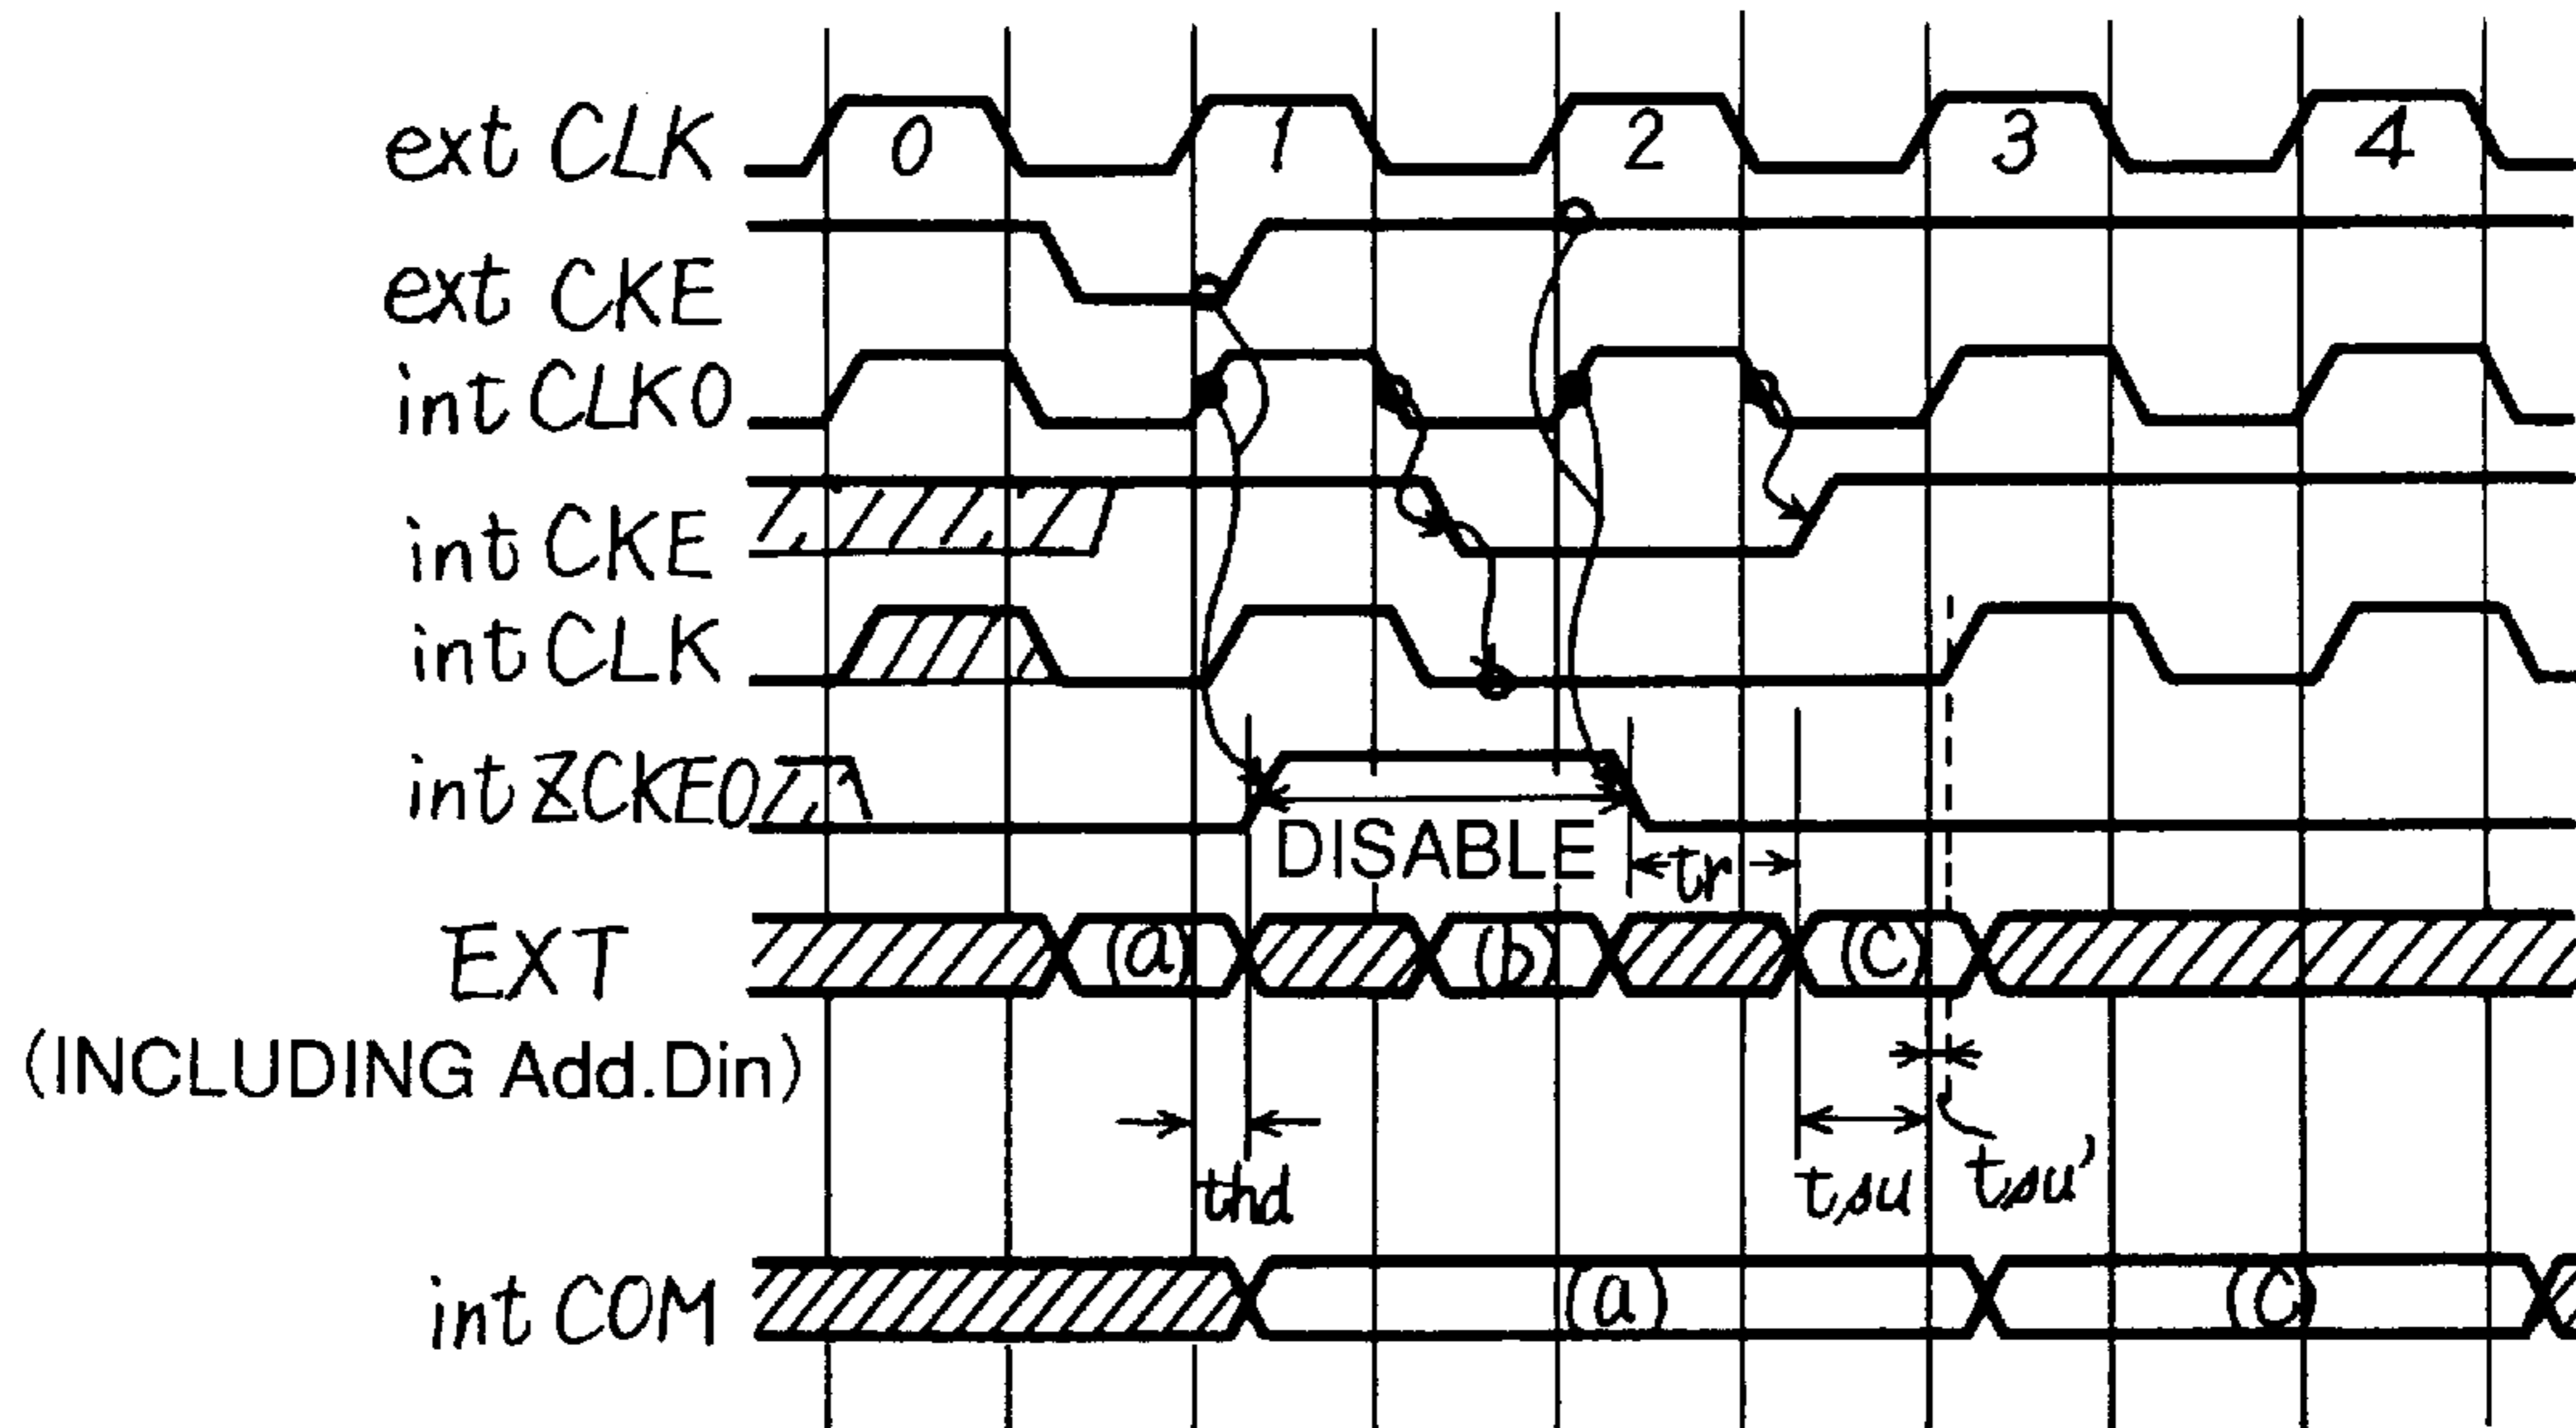 ext CLK 0 1 2 3 4
ext CKE
int CLK0
int CKE
int CLK
int ZCKE0
DISABLE
tr
EXT (a) (b) (c)
(INCLUDING Add.Din)
thd tsu tsu'
int COM (a) (c)